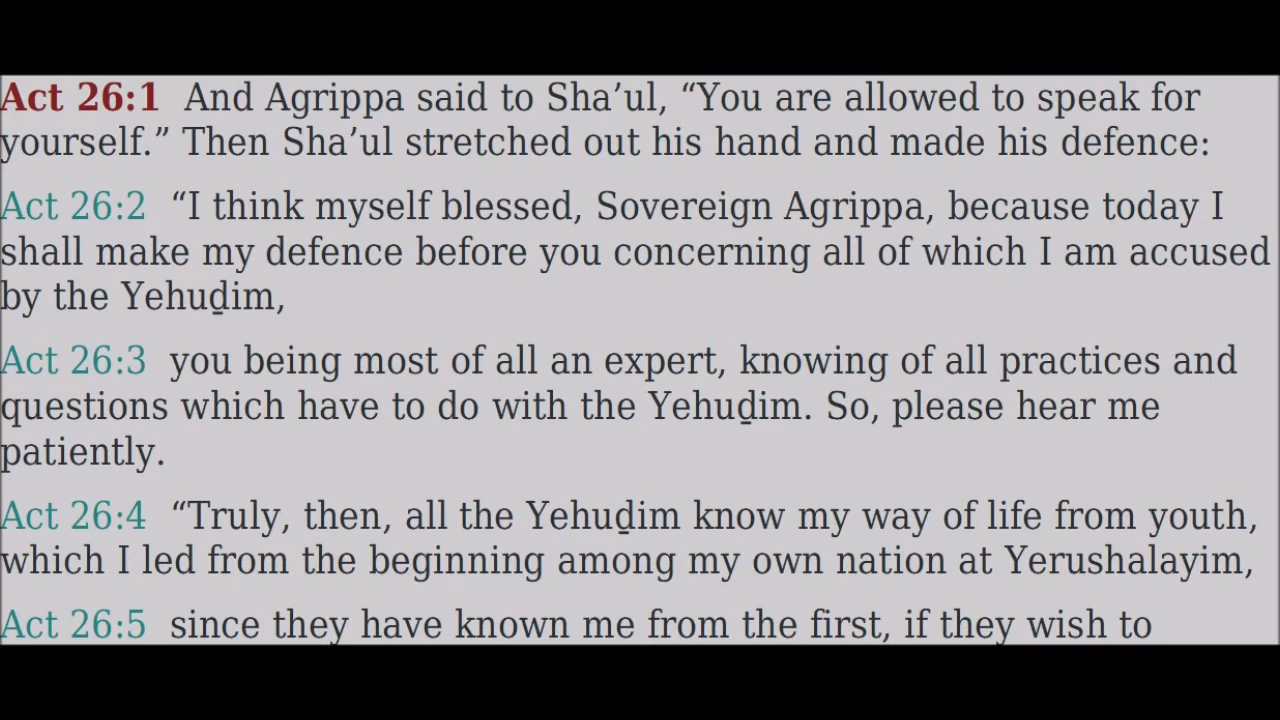 Act 26:1 And Agrippa said to Sha’ul, “You are allowed to speak for
yourself.” Then Sha’ul stretched out his hand and made his defence:
Act 26:2 “I think myself blessed, Sovereign Agrippa, because today I
shall make my defence before you concerning all of which I am accused
by the Yehuḏim,
Act 26:3 you being most of all an expert, knowing of all practices and
questions which have to do with the Yehuḏim. So, please hear me
patiently.
Act 26:4 “Truly, then, all the Yehuḏim know my way of life from youth,
which I led from the beginning among my own nation at Yerushalayim,
Act 26:5 since they have known me from the first, if they wish to